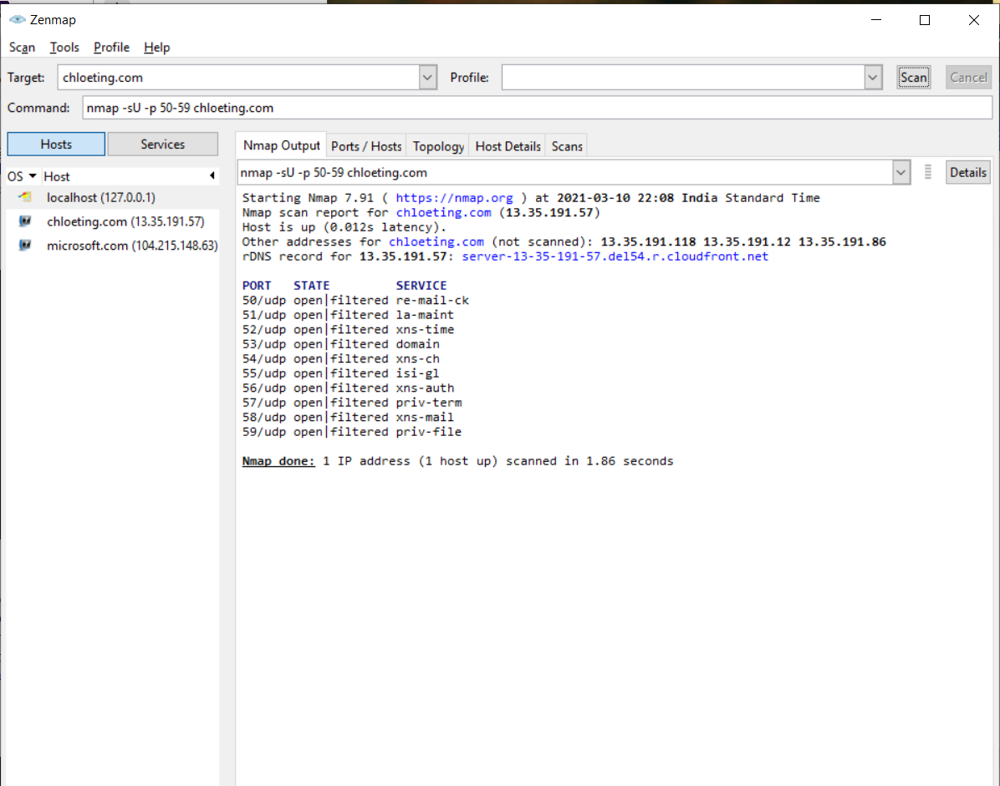 Zenmap
Scan Tools Profile Help
Target: chloeting.com Profile: Scan Cancel
Command: nmap -sU -p 50-59 chloeting.com
Hosts Services
OS Host
localhost (127.0.0.1)
chloeting.com (13.35.191.57)
microsoft.com (104.215.148.63)
Nmap Output Ports / Hosts Topology Host Details Scans
nmap -sU -p 50-59 chloeting.com Details
Starting Nmap 7.91 ( https://nmap.org ) at 2021-03-10 22:08 India Standard Time
Nmap scan report for chloeting.com (13.35.191.57)
Host is up (0.012s latency).
Other addresses for chloeting.com (not scanned): 13.35.191.118 13.35.191.12 13.35.191.86
rDNS record for 13.35.191.57: server-13-35-191-57.del54.r.cloudfront.net
PORT STATE SERVICE
50/udp open|filtered re-mail-ck
51/udp open|filtered la-maint
52/udp open|filtered xns-time
53/udp open|filtered domain
54/udp open|filtered xns-ch
55/udp open|filtered isi-gl
56/udp open|filtered xns-auth
57/udp open|filtered priv-term
58/udp open|filtered xns-mail
59/udp open|filtered priv-file
Nmap done: 1 IP address (1 host up) scanned in 1.86 seconds